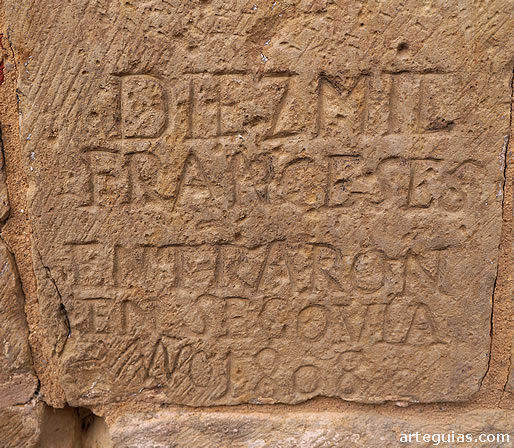 DIEZ MIL
FRANCESES
ENTRARON
EN SEGOVIA
AÑO 1808
arteguias.com